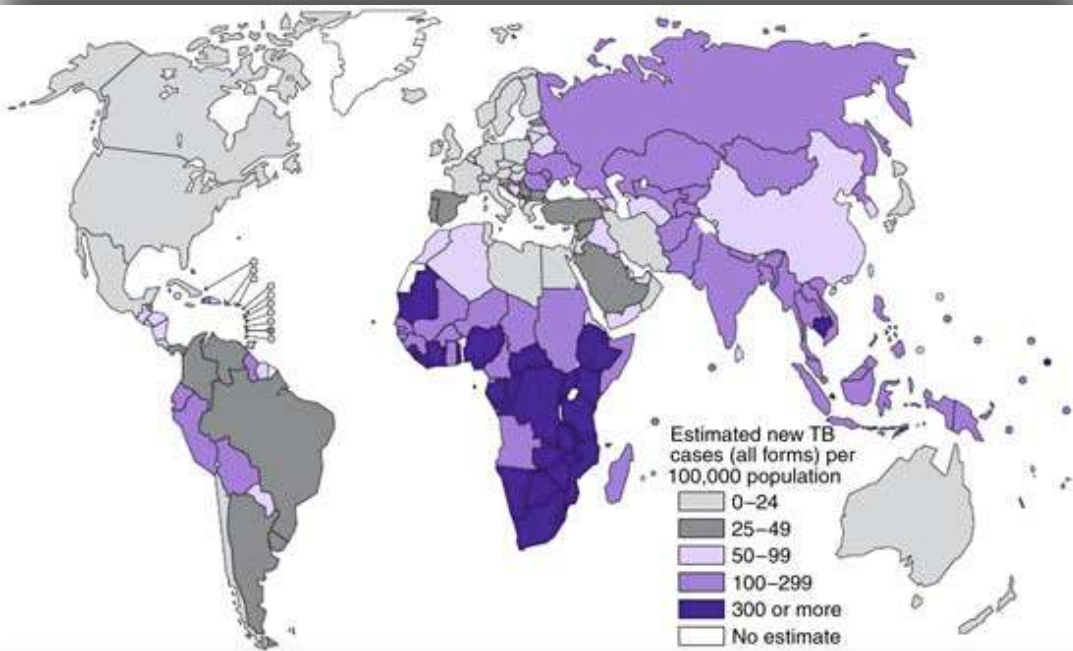 Estimated new TB
cases (all forms) per
100,000 population
0–24
25–49
50–99
100–299
300 or more
No estimate